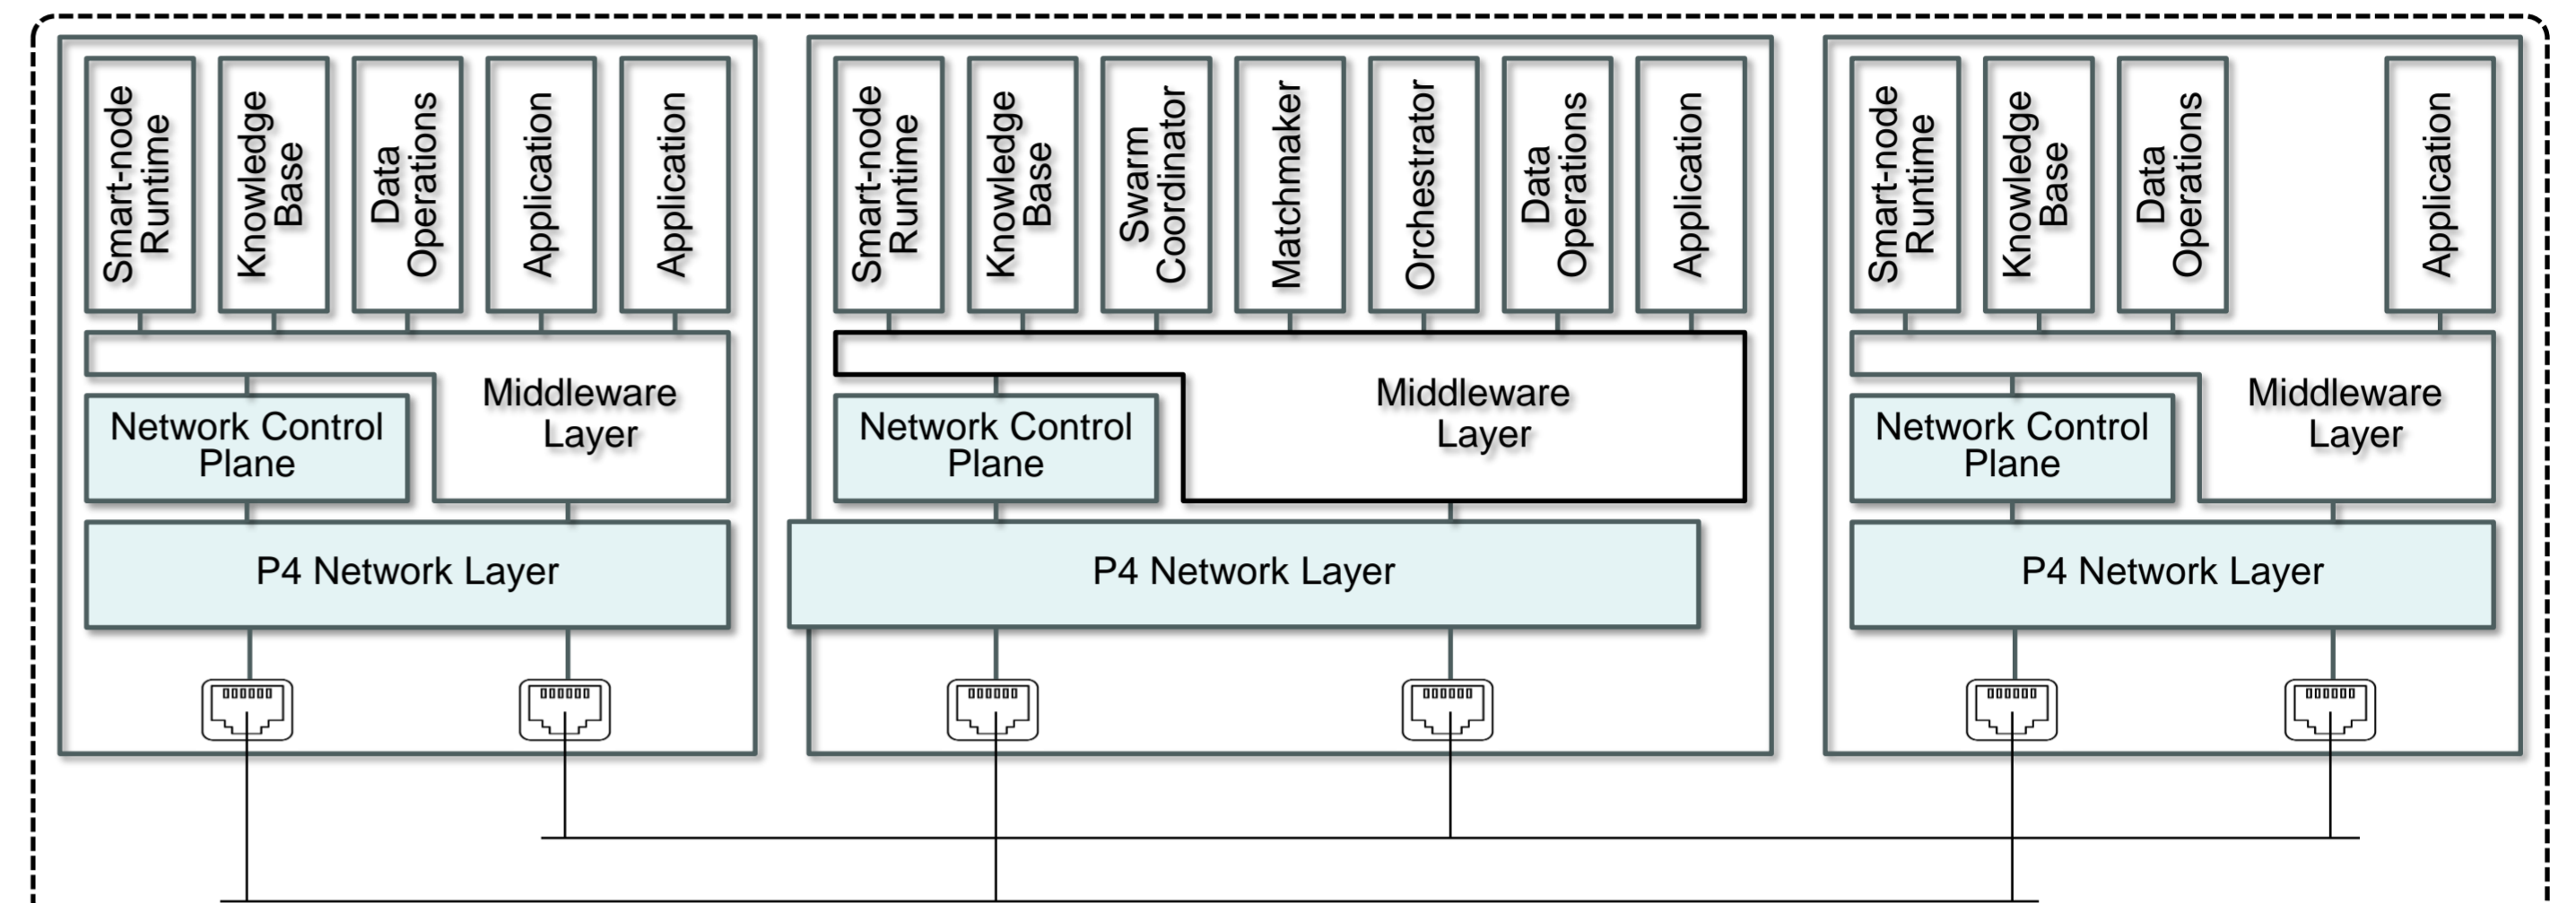 Smart-node
Runtime
Knowledge
Base
Data
Operations
Application
Application
Middleware
Layer
Network Control
Plane
P4 Network Layer
Smart-node
Runtime
Knowledge
Base
Swarm
Coordinator
Matchmaker
Orchestrator
Data
Operations
Application
Middleware
Layer
Network Control
Plane
P4 Network Layer
Smart-node
Runtime
Knowledge
Base
Data
Operations
Application
Middleware
Layer
Network Control
Plane
P4 Network Layer